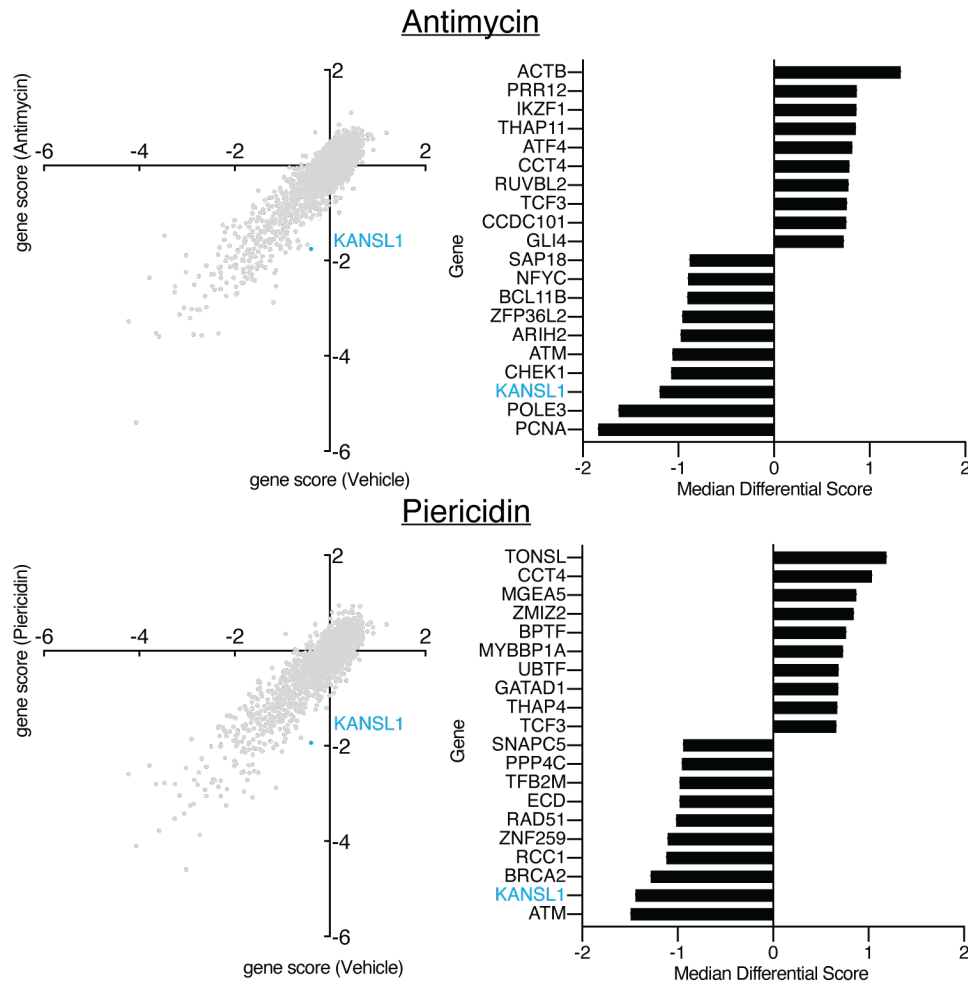 Antimycin
gene score (Antimycin)
2
-6
-4
-2
2
KANSL1
-2
-4
-6
gene score (Vehicle)
Gene
ACTB
PRR12
IKZF1
THAP11
ATF4
CCT4
RUVBL2
TCF3
CCDC101
GLI4
SAP18
NFYC
BCL11B
ZFP36L2
ARIH2
ATM
CHEK1
KANSL1
POLE3
PCNA
-2 -1 0 1 2
Median Differential Score
Piericidin
gene score (Piericidin)
2
-6
-4
-2
2
KANSL1
-2
-4
-6
gene score (Vehicle)
Gene
TONSL
CCT4
MGEA5
ZMIZ2
BPTF
MYBBP1A
UBTF
GATAD1
THAP4
TCF3
SNAPC5
PPP4C
TFB2M
ECD
RAD51
ZNF259
RCC1
BRCA2
KANSL1
ATM
-2 -1 0 1 2
Median Differential Score